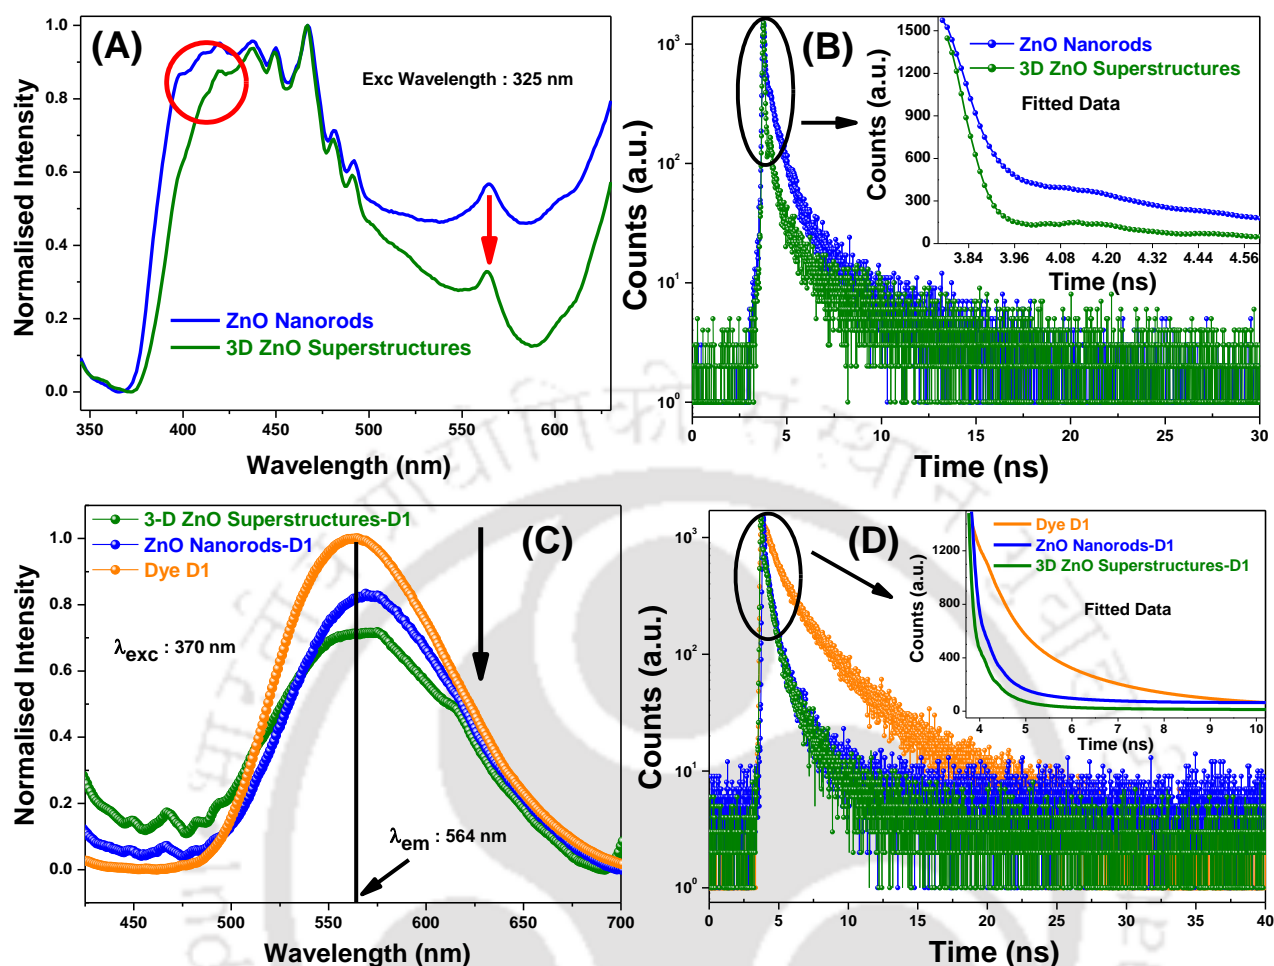 (A)
Exc Wavelength : 325 nm
ZnO Nanorods
3D ZnO Superstructures
Normalised Intensity
1.0
0.8
0.6
0.4
0.2
0.0
350 400 450 500 550 600
Wavelength (nm)
(B)
ZnO Nanorods
3D ZnO Superstructures
Fitted Data
Counts (a.u.)
1500
1200
900
600
300
0
3.84 3.96 4.08 4.20 4.32 4.44 4.56
Time (ns)
Counts (a.u.)
10³
10²
10¹
10⁰
0 5 10 15 20 25 30
Time (ns)
3-D ZnO Superstructures-D1
ZnO Nanorods-D1
Dye D1
(C)
λexc : 370 nm
λem : 564 nm
Normalised Intensity
1.0
0.8
0.6
0.4
0.2
0.0
450 500 550 600 650 700
Wavelength (nm)
(D)
Dye D1
ZnO Nanorods-D1
3D ZnO Superstructures-D1
Fitted Data
Counts (a.u.)
1200
800
400
0
4 5 6 7 8 9 10
Time (ns)
Counts (a.u.)
10³
10²
10¹
10⁰
0 5 10 15 20 25 30 35 40
Time (ns)